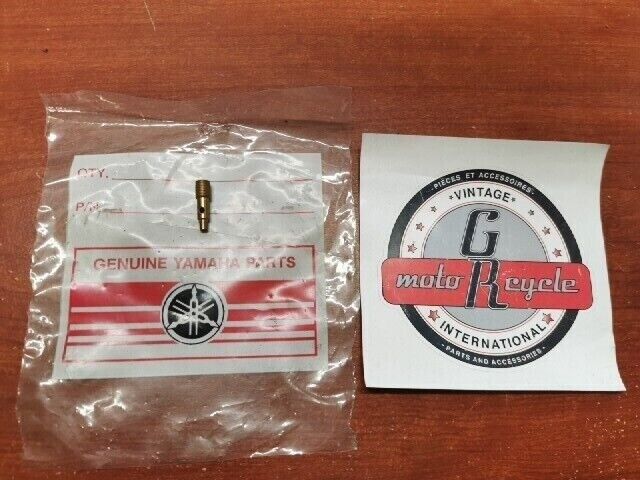 QTY.
P/N
GENUINE YAMAHA PARTS
-PIÈCES ET ACCESSOIRES-
VINTAGE
G
moto R cycle
INTERNATIONAL
-PARTS AND ACCESSORIES-